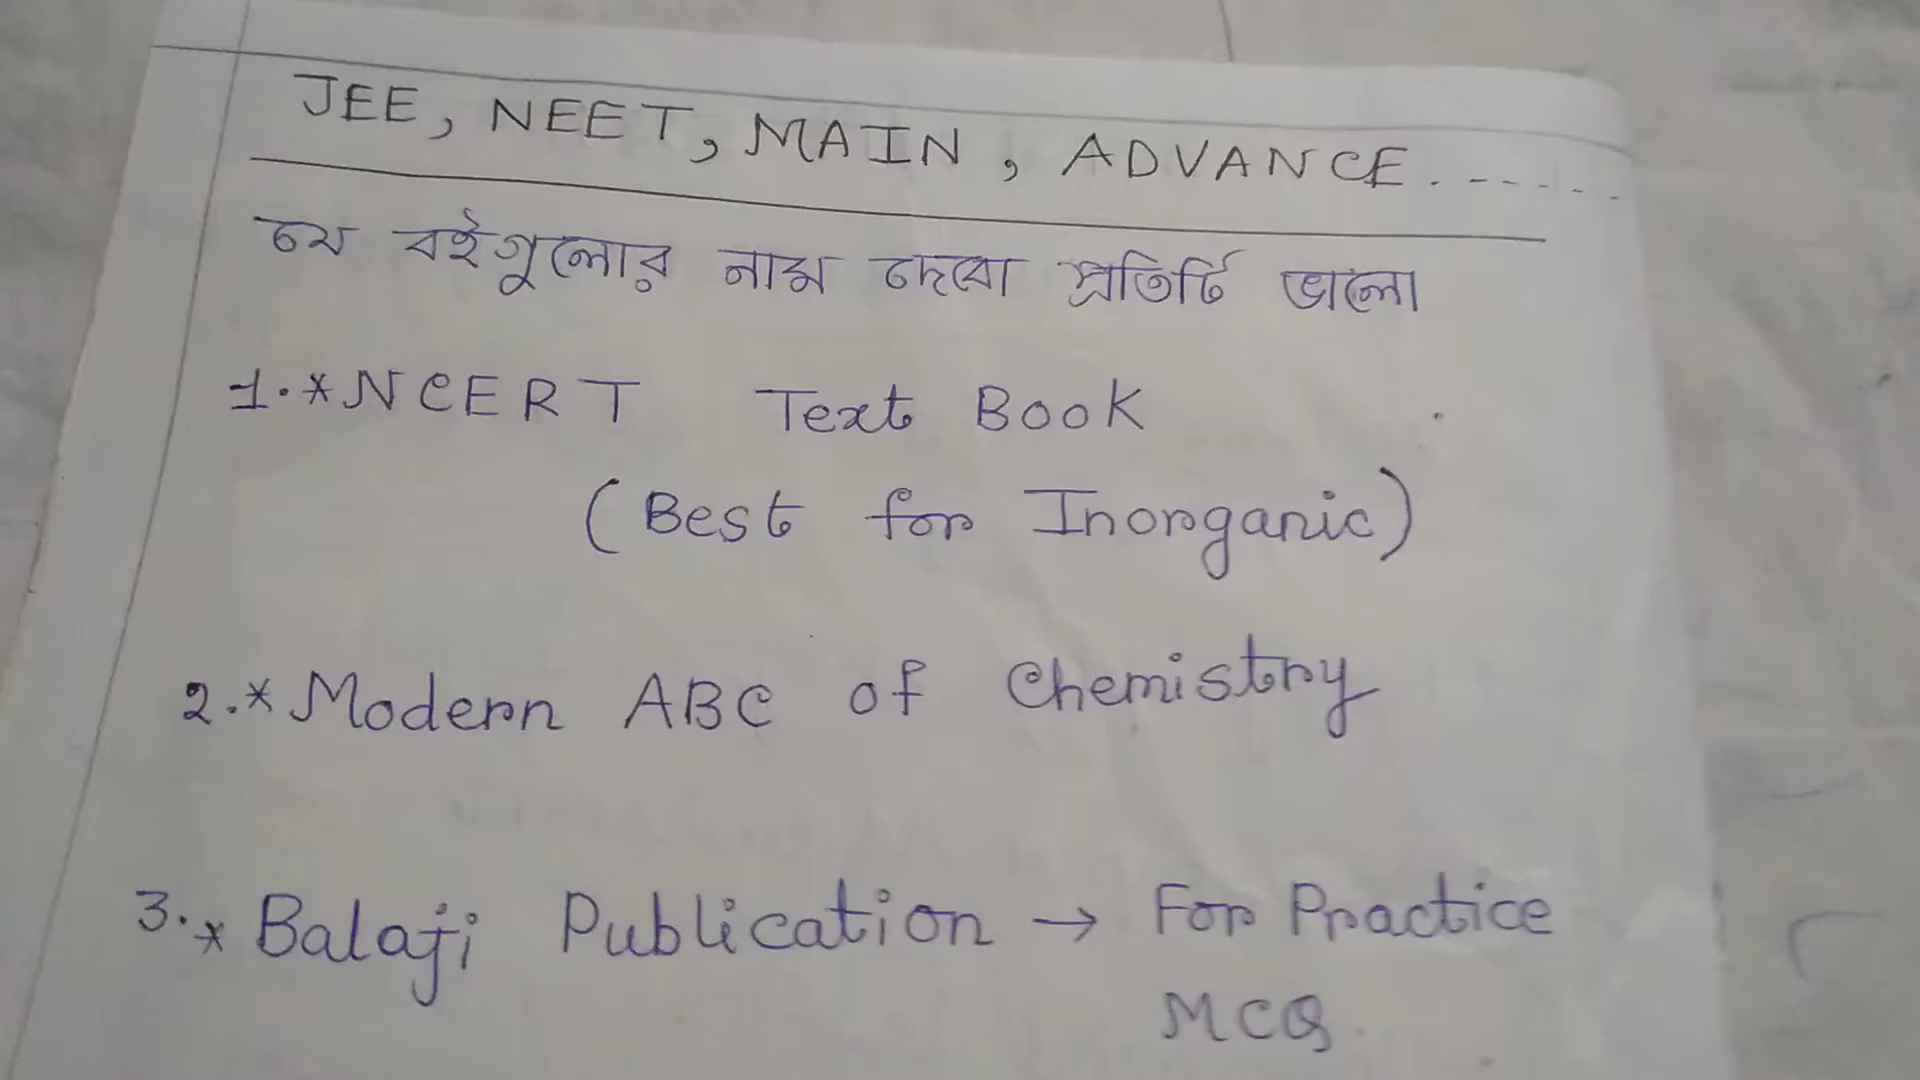 JEE, NEET, MAIN, ADVANCE.......
যে বইগুলোর নাম দেবো প্রতিটি ভালো
1.*NCERT Text Book
(Best for Inorganic)
2.*Modern ABC of Chemistry
3.*Balaji Publication → For Practice
MCQ